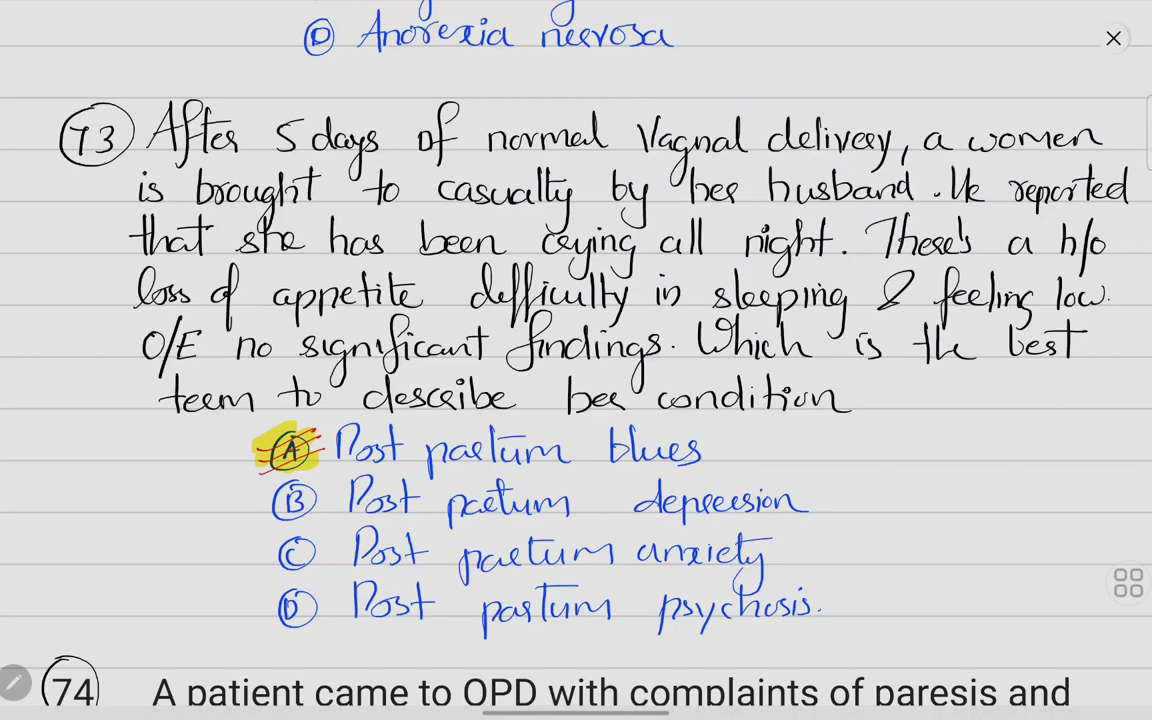 D Anorexia nervosa
73 After 5 days of normal Vagnal delivery, a women
is brought to casualty by her husband. He reported
that she has been crying all night. There's a h/o
loss of appetite difficulty in sleeping & feeling low.
O/E no significant findings. Which is the best
term to describe her condition
A Post partum blues
B Post partum depression
C Post partum anxiety
D Post partum psychosis.
74 A patient came to OPD with complaints of paresis and